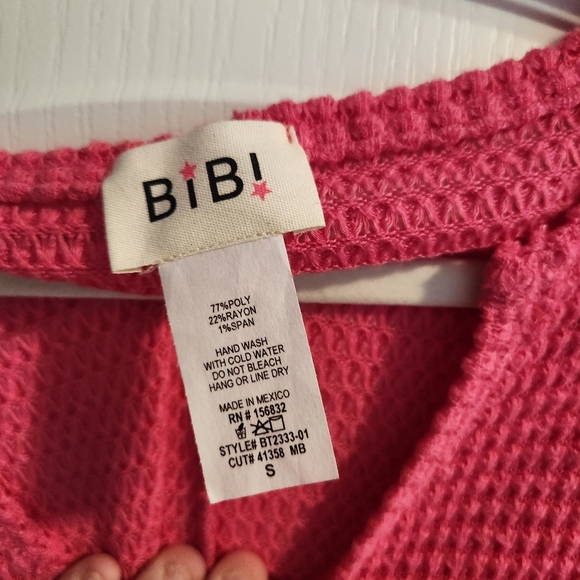 BiB!
77%POLY
22%RAYON
1%SPAN
HAND WASH
WITH COLD WATER
DO NOT BLEACH
HANG OR LINE DRY
MADE IN MEXICO
RN # 156832
STYLE# BT2333-01
CUT# 41358 MB
S